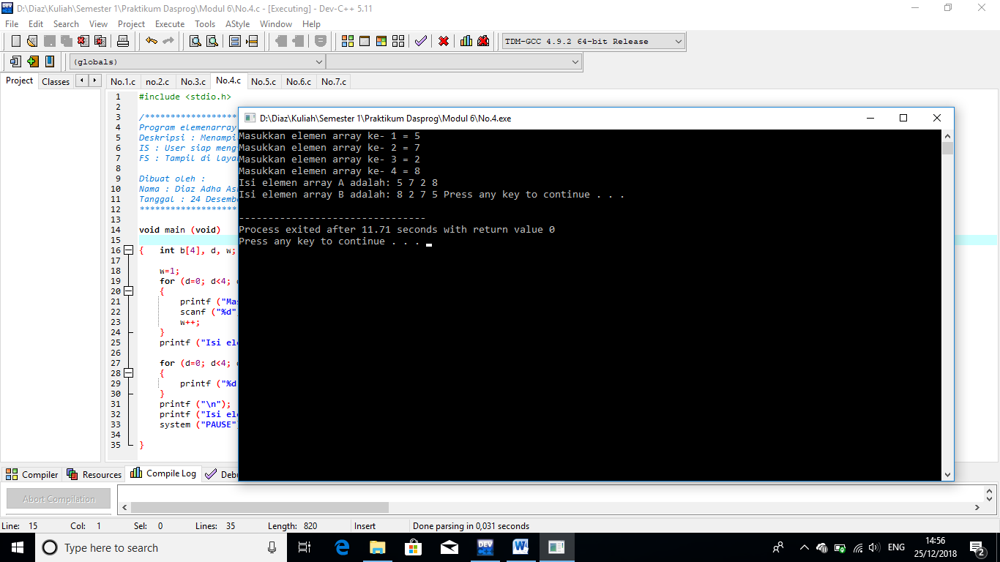 D:\Diaz\Kuliah\Semester 1\Praktikum Dasprog\Modul 6\No.4.c - [Executing] - Dev-C++ 5.11
File Edit Search View Project Execute Tools AStyle Window Help
TDM-GCC 4.9.2 64-bit Release
(globals)
Project Classes No.1.c no.2.c No.3.c No.4.c No.5.c No.6.c No.7.c
1 #include <stdio.h>
2
3 /*******************
4 Program elemenarray
5 Deskripsi : Menampi
6 IS : User siap meng
7 FS : Tampil di laya
8
9 Dibuat oleh :
10 Nama : Diaz Adha As
11 Tanggal : 24 Desemb
12 ********************
13
14 void main (void)
15
16 { int b[4], d, w;
17
18 w=1;
19 for (d=0; d<4;
20 {
21 printf ("Mas
22 scanf ("%d"
23 w++;
24 }
25 printf ("Isi el
26
27 for (d=0; d<4;
28 {
29 printf ("%d
30 }
31 printf ("\n");
32 printf ("Isi el
33 system ("PAUSE"
34
35 }
D:\Diaz\Kuliah\Semester 1\Praktikum Dasprog\Modul 6\No.4.exe
Masukkan elemen array ke- 1 = 5
Masukkan elemen array ke- 2 = 7
Masukkan elemen array ke- 3 = 2
Masukkan elemen array ke- 4 = 8
Isi elemen array A adalah: 5 7 2 8
Isi elemen array B adalah: 8 2 7 5 Press any key to continue . . .
--------------------------------
Process exited after 11.71 seconds with return value 0
Press any key to continue . . .
Compiler Resources Compile Log Debu
Abort Compilation
Line: 15 Col: 1 Sel: 0 Lines: 35 Length: 820 Insert Done parsing in 0,031 seconds
Type here to search
DEV
W
ENG
14:56
25/12/2018
2